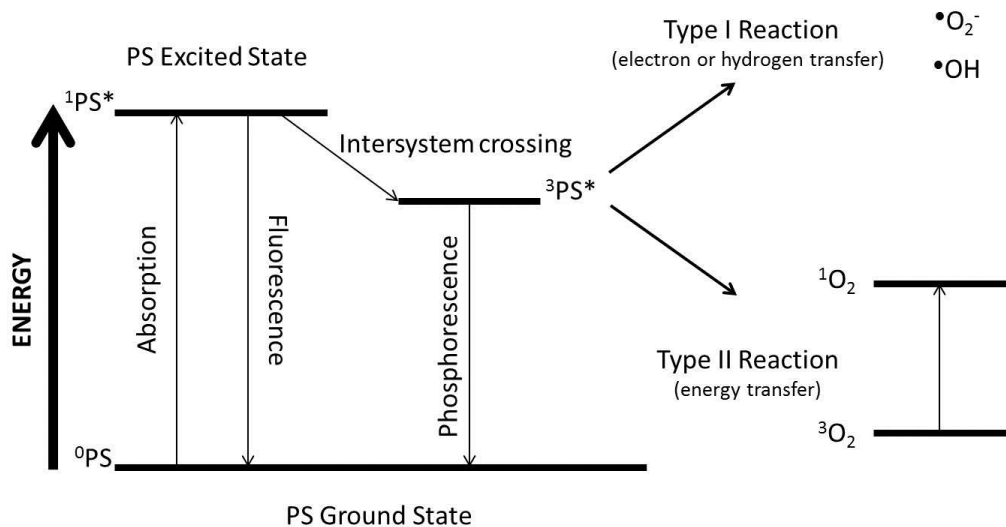 Type I Reaction
(electron or hydrogen transfer)
•O₂⁻
•OH
PS Excited State
¹PS*
Intersystem crossing
³PS*
ENERGY
Absorption
Fluorescence
Phosphorescence
¹O₂
Type II Reaction
(energy transfer)
³O₂
⁰PS
PS Ground State